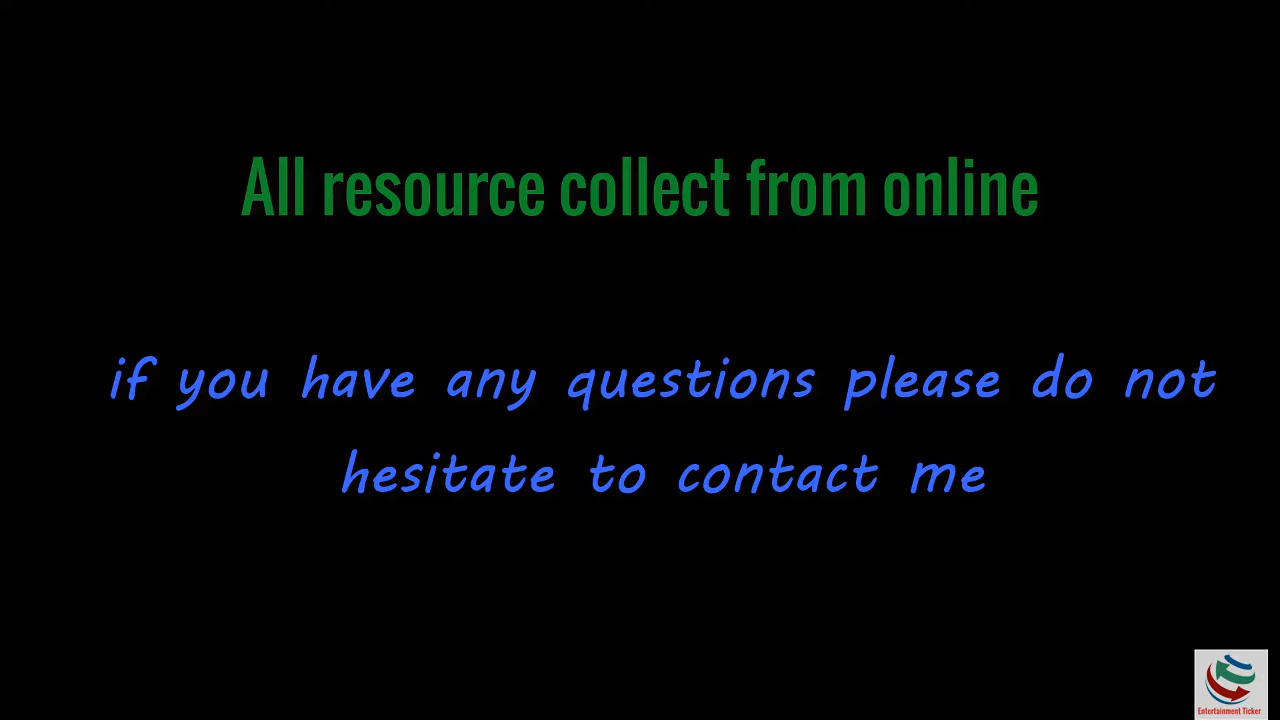 All resource collect from online
if you have any questions please do not
hesitate to contact me
Entertainment Ticker